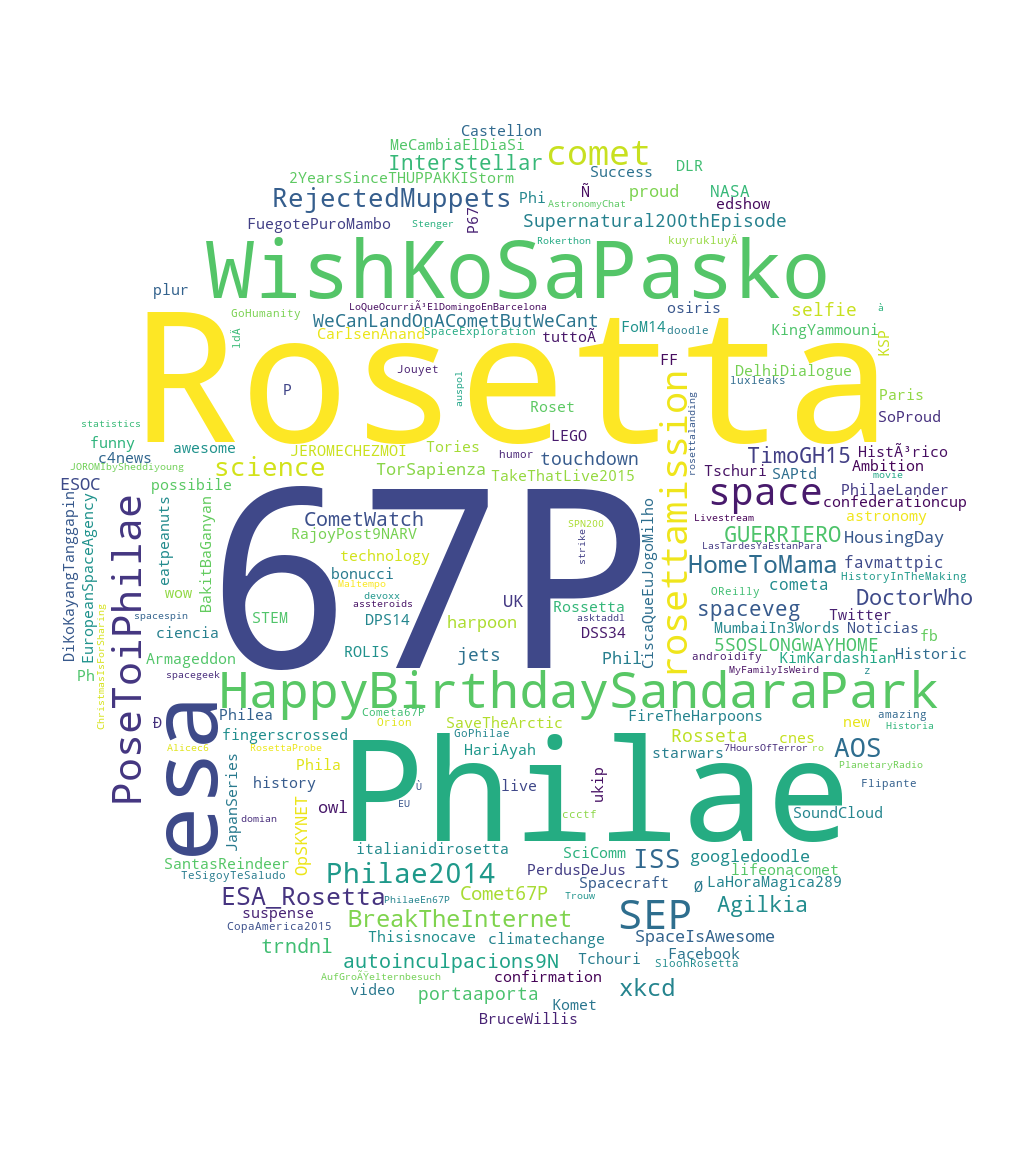 Castellon
MeCambiaElDiaSi
comet
Interstellar
DLR
Success
2YearsSinceTHUPPAKKIStorm
RejectedMuppets
Phi
Ñ
proud
NASA
AstronomyChat
edshow
P67
FuegotePuroMambo
Stenger
Supernatural200thEpisode
Rokerthon
kuyrukluyÄ
WishKoSaPasko
plur
LoQueOcurriÃ³ElDomingoEnBarcelona
osiris
selfie
à
GoHumanity
WeCanLandOnACometButWeCant
FoM14
doodle
KingYammouni
KSP
ldÄ
CarlsenAnand
SpaceExploration
tuttoÃ
Rosetta
FF
Jouyet
DelhiDialogue
luxleaks
P
auspol
Roset
Paris
SoProud
statistics
rosettamission
rosettalanding
funny
awesome
JEROMECHEZMOI
Tories
humor
LEGO
c4news
touchdown
TimoGH15
HistÃ³rico
JOROMIbySheddiyoung
science
TorSapienza
TakeThatLive2015
Tschuri
SAPtd
Ambition
movie
ESOC
possibile
space
PhilaeLander
confederationcup
67P
CometWatch
SPN200
Livestream
astronomy
DiKoKayangTanggapin
EuropeanSpaceAgency
PoseToiPhilae
eatpeanuts
BakitBaGanyan
RajoyPost9NARV
strike
CiscaQueEuJogoMilho
GUERRIERO
HousingDay
LasTardesYaEstanPara
technology
bonucci
HomeToMama
favmattpic
wow
Maltempo
devoxx
cometa
HistoryInTheMaking
OReilly
assteroids
UK
Rossetta
spaceveg
DoctorWho
ChristmasIsForSharing
spacespin
STEM
DPS14
harpoon
asktaddl
Twitter
ciencia
DSS34
MumbaiIn3Words
Noticias
fb
5SOSLONGWAYHOME
Armageddon
ROLIS
jets
Phil
androidify
KimKardashian
Historic
Ph
spacegeek
MyFamilyIsWeird
z
HappyBirthdaySandaraPark
esa
Ð
Philea
Cometa67P
Orion
SaveTheArctic
FireTheHarpoons
new
amazing
Historia
fingerscrossed
GoPhilae
Rosseta
cnes
Alicec6
RosettaProbe
HariAyah
starwars
7HoursOfTerror
ro
AOS
Phila
PlanetaryRadio
JapanSeries
history
Philae
Ù
live
ukip
Flipante
OpSKYNET
owl
EU
domian
ccctf
SoundCloud
italianidirosetta
SciComm
ISS
googledoodle
SantasReindeer
TeSigoyTeSaludo
Philae2014
PerdusDeJus
lifeonacomet
Spacecraft
LaHoraMagica289
Ø
ESA_Rosetta
PhilaeEn67P
Comet67P
Trouw
suspense
SEP
Agilkia
CopaAmerica2015
BreakTheInternet
trndnl
Thisisnocave
climatechange
SpaceIsAwesome
autoinculpacions9N
Tchouri
Facebook
SloohRosetta
AufGroÃŸelternbesuch
confirmation
video
portaaporta
xkcd
Komet
BruceWillis